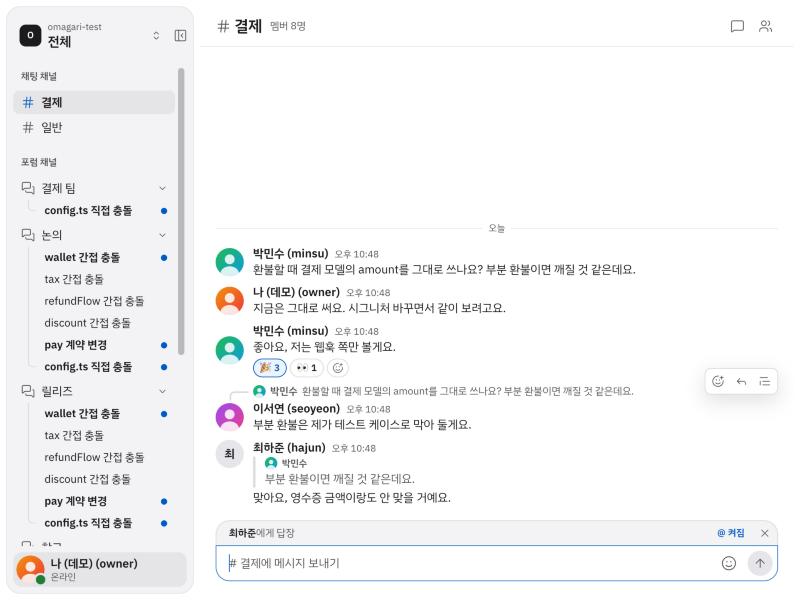 O
omagari-test
전체
채팅 채널
# 결제
# 일반
포럼 채널
결제 팀
config.ts 직접 충돌
논의
wallet 간접 충돌
tax 간접 충돌
refundFlow 간접 충돌
discount 간접 충돌
pay 계약 변경
config.ts 직접 충돌
릴리즈
wallet 간접 충돌
tax 간접 충돌
refundFlow 간접 충돌
discount 간접 충돌
pay 계약 변경
config.ts 직접 충돌
나 (데모) (owner)
온라인
# 결제 멤버 8명
오늘
박민수 (minsu) 오후 10:48
환불할 때 결제 모델의 amount를 그대로 쓰나요? 부분 환불이면 깨질 것 같은데요.
나 (데모) (owner) 오후 10:48
지금은 그대로 써요. 시그니처 바꾸면서 같이 보려고요.
박민수 (minsu) 오후 10:48
좋아요, 저는 웹훅 쪽만 볼게요.
🎉 3 👀 1
박민수 환불할 때 결제 모델의 amount를 그대로 쓰나요? 부분 환불이면 깨질 것 같은데요.
이서연 (seoyeon) 오후 10:48
부분 환불은 제가 테스트 케이스로 막아 둘게요.
최
최하준 (hajun) 오후 10:48
박민수
부분 환불이면 깨질 것 같은데요.
맞아요, 영수증 금액이랑도 안 맞을 거예요.
최하준에게 답장 @ 켜짐
# 결제에 메시지 보내기